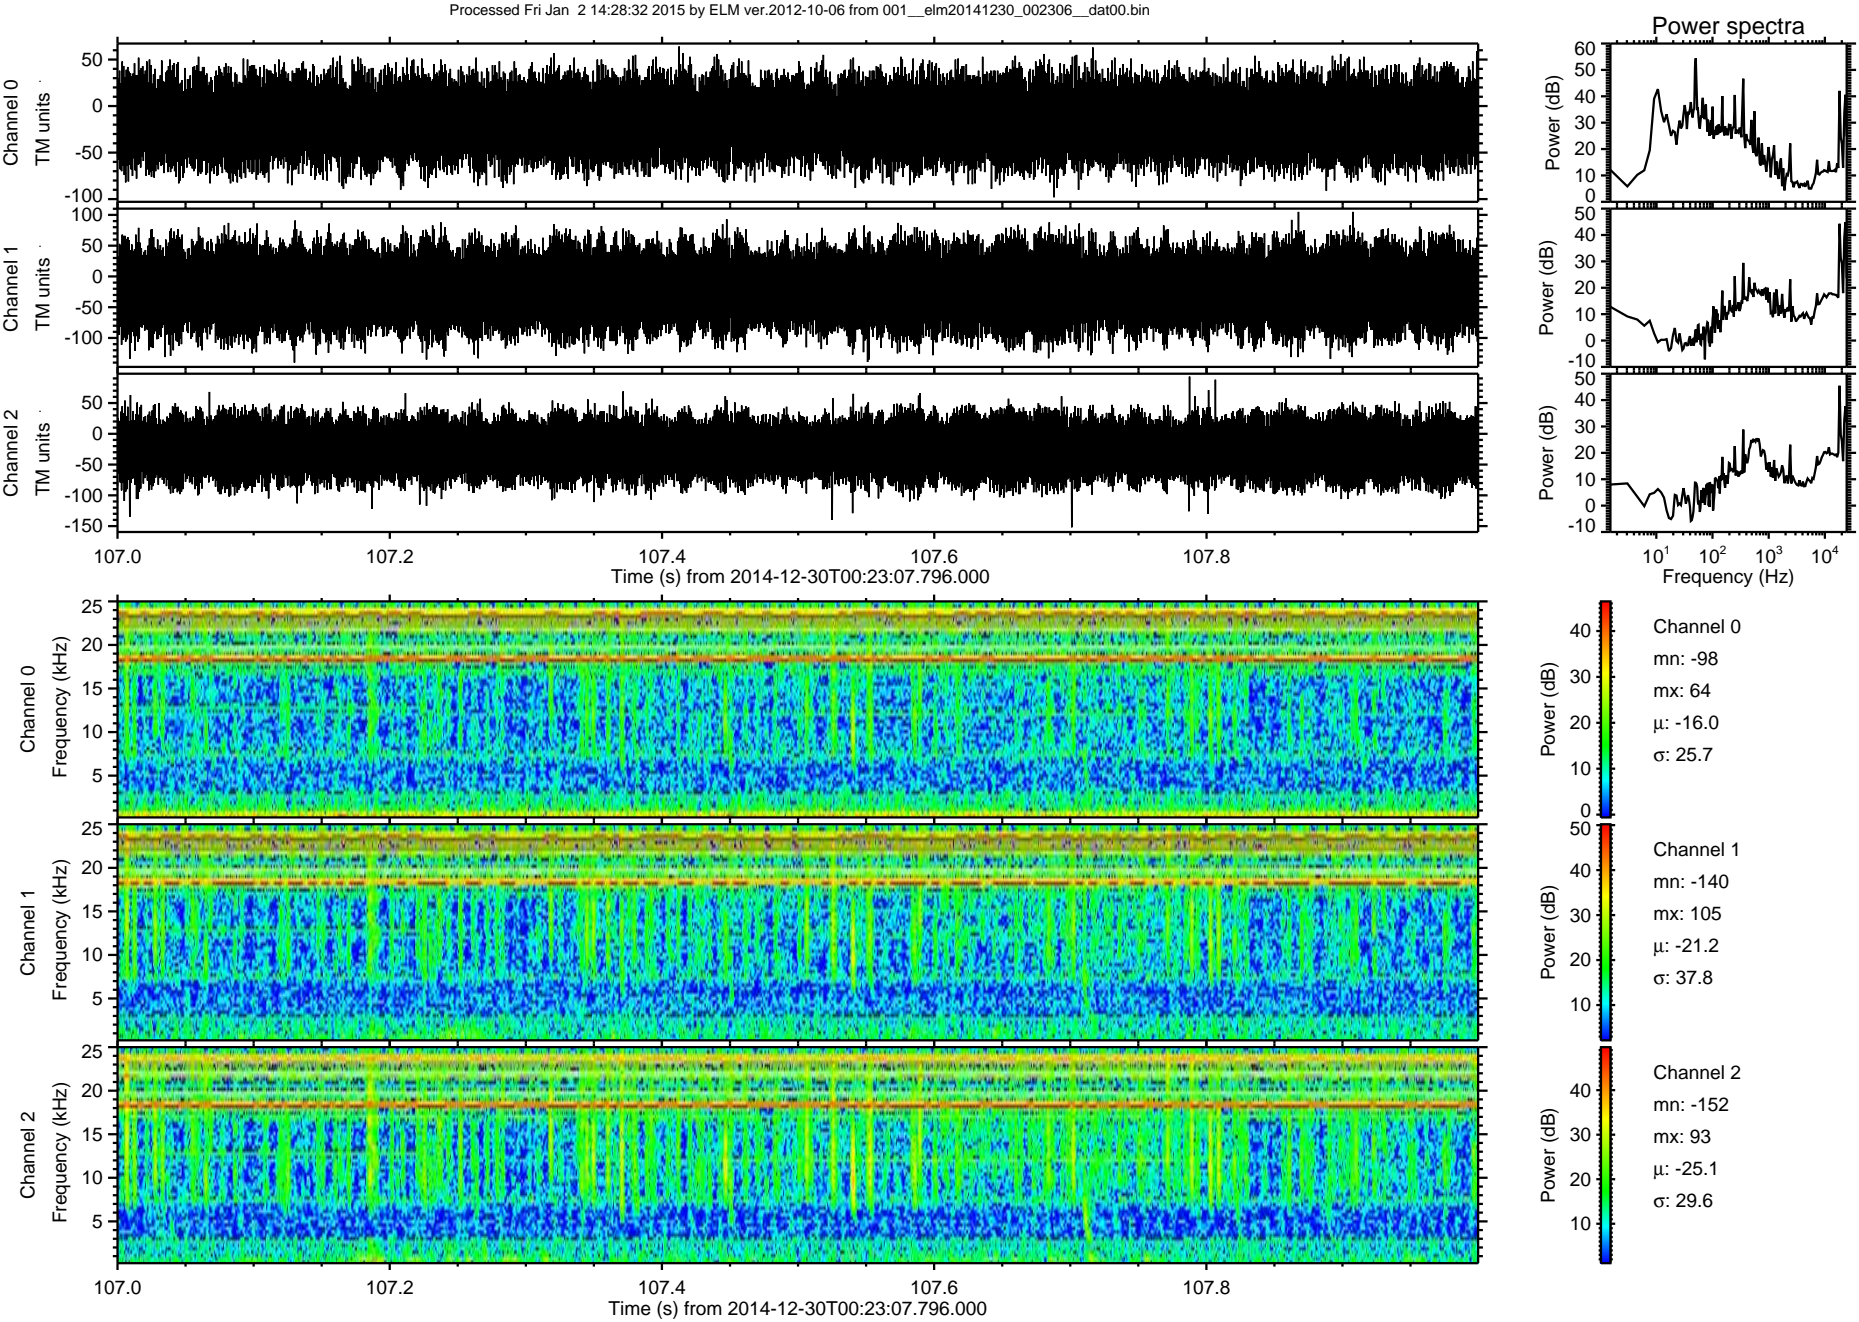 Processed Fri Jan  2 14:28:32 2015 by ELM ver.2012-10-06 from 001__elm20141230_002306__dat00.bin
Power spectra
Channel 0
TM units
50
0
-50
-100
Power (dB)
60
50
40
30
20
10
0
Channel 1
TM units
100
50
0
-50
-100
Power (dB)
50
40
30
20
10
0
-10
Channel 2
TM units
50
0
-50
-100
-150
Power (dB)
50
40
30
20
10
0
-10
107.0 107.2 107.4 107.6 107.8
Time (s) from 2014-12-30T00:23:07.796.000
10¹ 10² 10³ 10⁴
Frequency (Hz)
Channel 0
Frequency (kHz)
25
20
15
10
5
Power (dB)
40
30
20
10
0
Channel 0
mn: -98
mx: 64
μ: -16.0
σ: 25.7
Channel 1
Frequency (kHz)
25
20
15
10
5
Power (dB)
50
40
30
20
10
Channel 1
mn: -140
mx: 105
μ: -21.2
σ: 37.8
Channel 2
Frequency (kHz)
25
20
15
10
5
Power (dB)
40
30
20
10
Channel 2
mn: -152
mx: 93
μ: -25.1
σ: 29.6
107.0 107.2 107.4 107.6 107.8
Time (s) from 2014-12-30T00:23:07.796.000